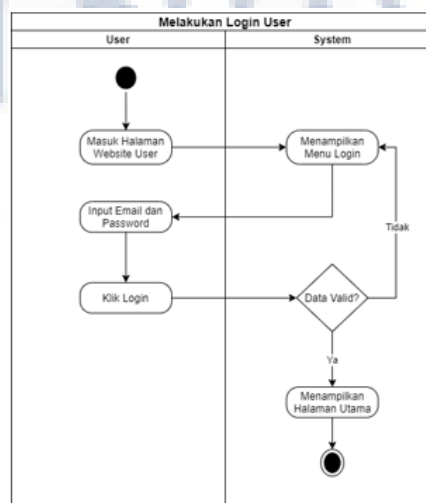 Melakukan Login User
User
System
Masuk Halaman
Website User
Menampilkan
Menu Login
Input Email dan
Password
Tidak
Klik Login
Data Valid?
Ya
Menampilkan
Halaman Utama